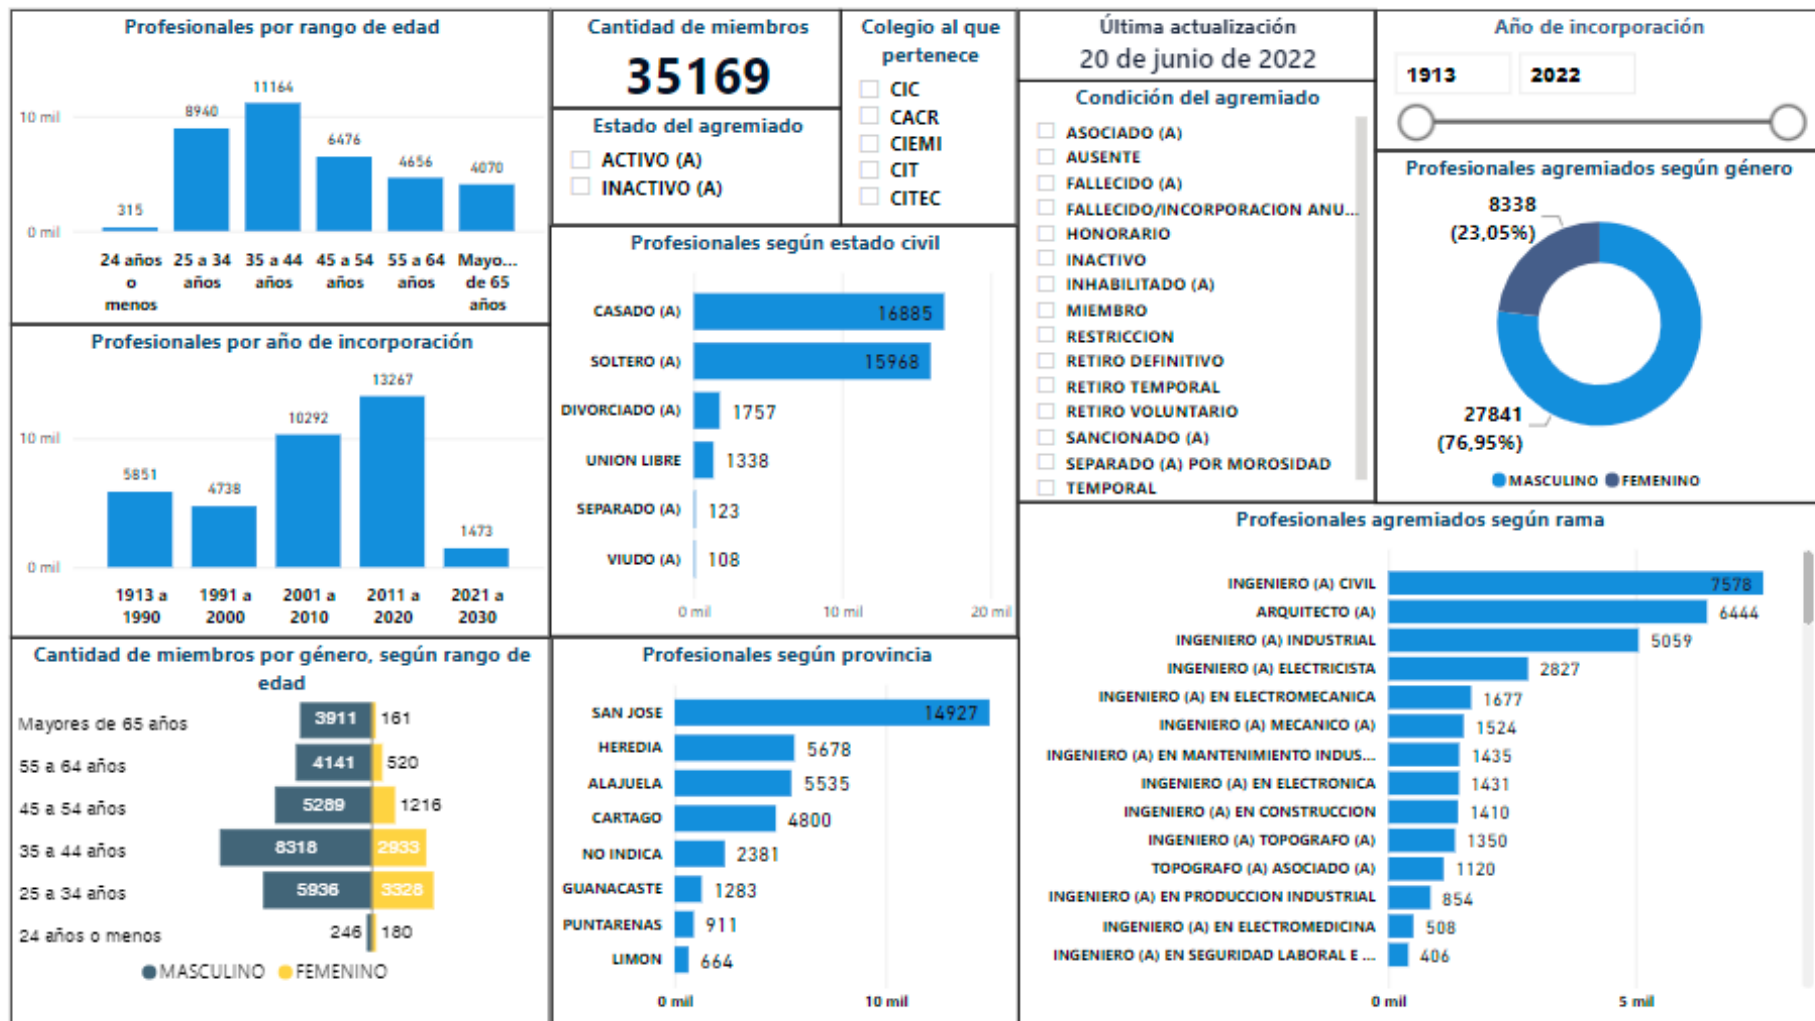 Profesionales por rango de edad
10 mil
0 mil
315
8940
11164
6476
4656
4070
24 años
o
menos
25 a 34
años
35 a 44
años
45 a 54
años
55 a 64
años
Mayo...
de 65
años
Cantidad de miembros
35169
Estado del agremiado
ACTIVO (A)
INACTIVO (A)
Colegio al que
pertenece
CIC
CACR
CIEMI
CIT
CITEC
Última actualización
20 de junio de 2022
Condición del agremiado
ASOCIADO (A)
AUSENTE
FALLECIDO (A)
FALLECIDO/INCORPORACION ANU...
HONORARIO
INACTIVO
INHABILITADO (A)
MIEMBRO
RESTRICCION
RETIRO DEFINITIVO
RETIRO TEMPORAL
RETIRO VOLUNTARIO
SANCIONADO (A)
SEPARADO (A) POR MOROSIDAD
TEMPORAL
Año de incorporación
1913
2022
Profesionales agremiados según género
8338
(23,05%)
27841
(76,95%)
MASCULINO
FEMENINO
Profesionales por año de incorporación
10 mil
0 mil
5851
4738
10292
13267
1473
1913 a
1990
1991 a
2000
2001 a
2010
2011 a
2020
2021 a
2030
Profesionales según estado civil
CASADO (A)
16885
SOLTERO (A)
15968
DIVORCIADO (A)
1757
UNION LIBRE
1338
SEPARADO (A)
123
VIUDO (A)
108
0 mil
10 mil
20 mil
Cantidad de miembros por género, según rango de
edad
Mayores de 65 años
3911
161
55 a 64 años
4141
520
45 a 54 años
5289
1216
35 a 44 años
8318
2933
25 a 34 años
5936
3328
24 años o menos
246
180
MASCULINO
FEMENINO
Profesionales según provincia
SAN JOSE
14927
HEREDIA
5678
ALAJUELA
5535
CARTAGO
4800
NO INDICA
2381
GUANACASTE
1283
PUNTARENAS
911
LIMON
664
0 mil
10 mil
Profesionales agremiados según rama
INGENIERO (A) CIVIL
7578
ARQUITECTO (A)
6444
INGENIERO (A) INDUSTRIAL
5059
INGENIERO (A) ELECTRICISTA
2827
INGENIERO (A) EN ELECTROMECANICA
1677
INGENIERO (A) MECANICO (A)
1524
INGENIERO (A) EN MANTENIMIENTO INDUS...
1435
INGENIERO (A) EN ELECTRONICA
1431
INGENIERO (A) EN CONSTRUCCION
1410
INGENIERO (A) TOPOGRAFO (A)
1350
TOPOGRAFO (A) ASOCIADO (A)
1120
INGENIERO (A) EN PRODUCCION INDUSTRIAL
854
INGENIERO (A) EN ELECTROMEDICINA
508
INGENIERO (A) EN SEGURIDAD LABORAL E ...
406
0 mil
5 mil